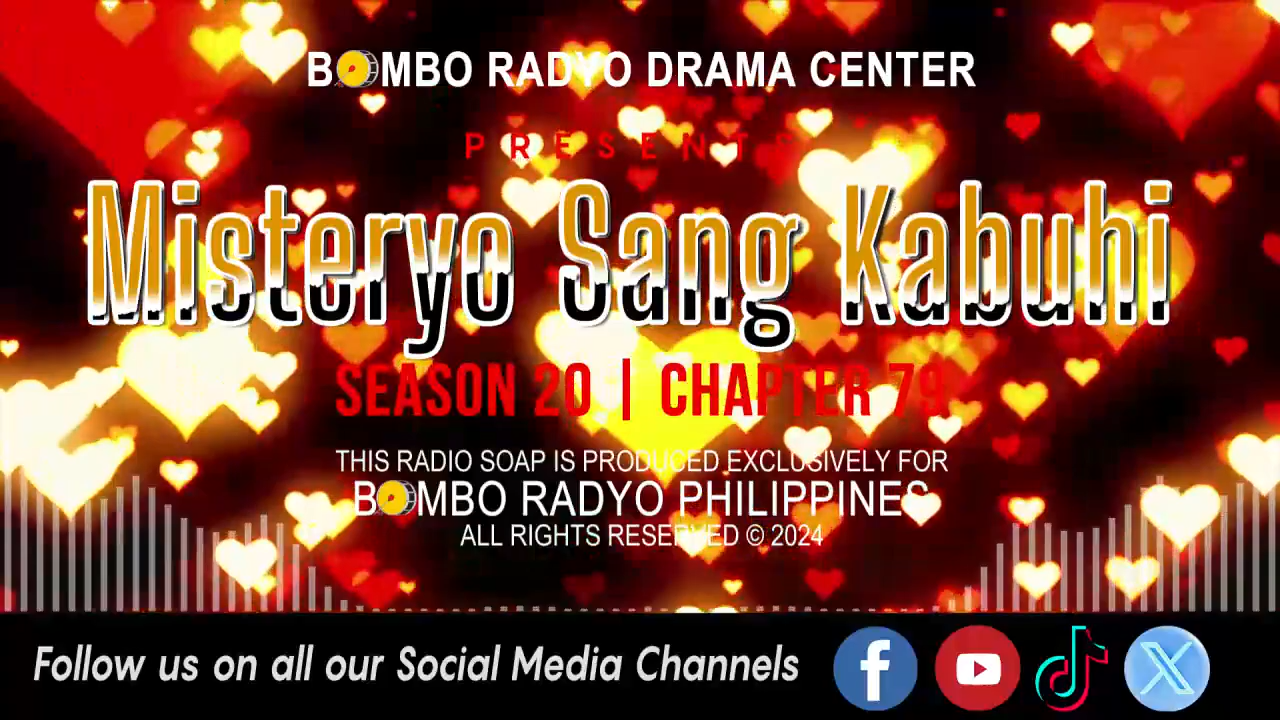 BOMBO RADYO DRAMA CENTER
PRESENTS
Misteryo Sang Kabuhi
SEASON 20 | CHAPTER 79
THIS RADIO SOAP IS PRODUCED EXCLUSIVELY FOR
BOMBO RADYO PHILIPPINES
ALL RIGHTS RESERVED © 2024
Follow us on all our Social Media Channels